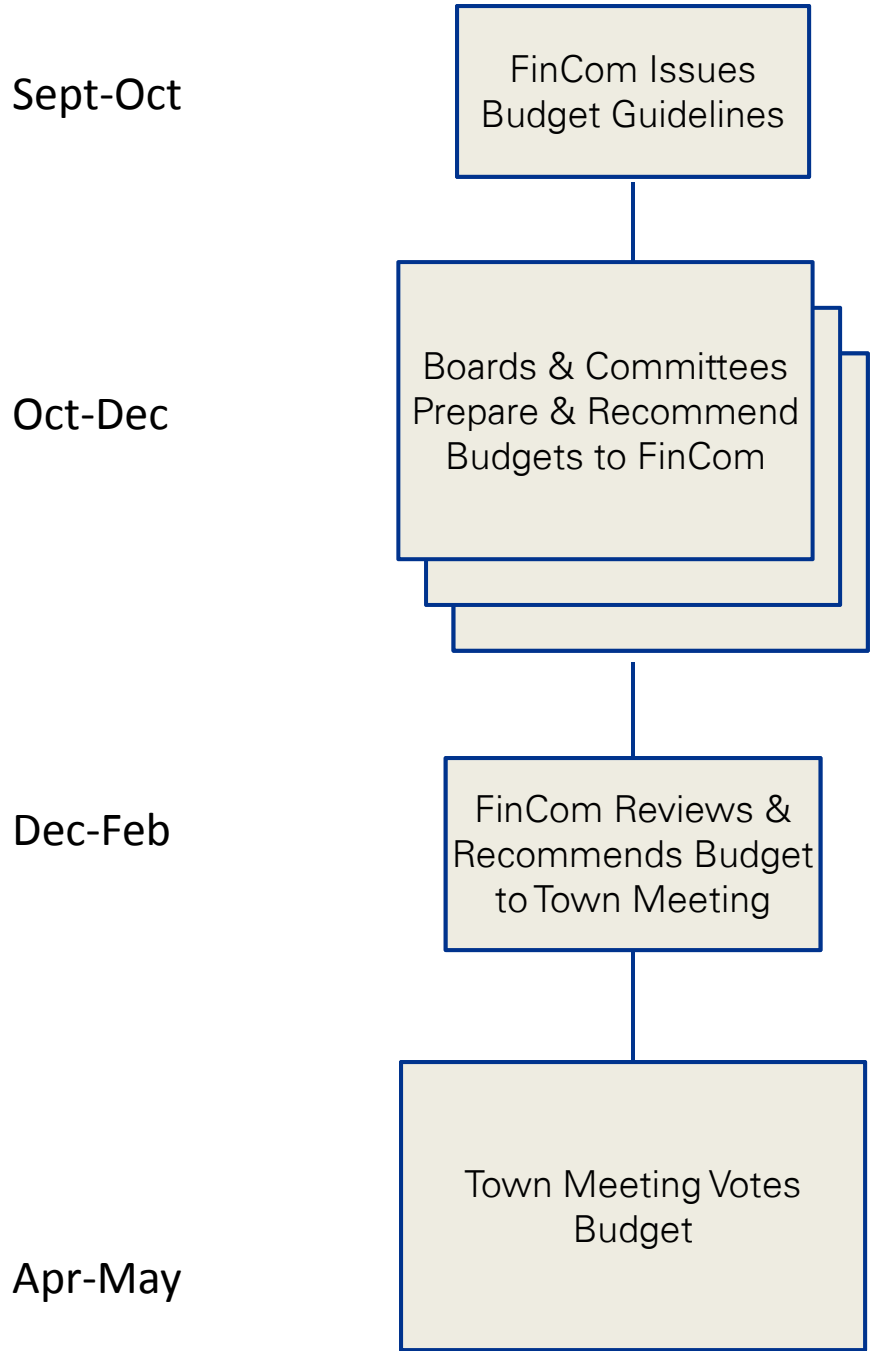 Sept-Oct
FinCom Issues
Budget Guidelines
Oct-Dec
Boards & Committees
Prepare & Recommend
Budgets to FinCom
Dec-Feb
FinCom Reviews &
Recommends Budget
to Town Meeting
Town Meeting Votes
Budget
Apr-May